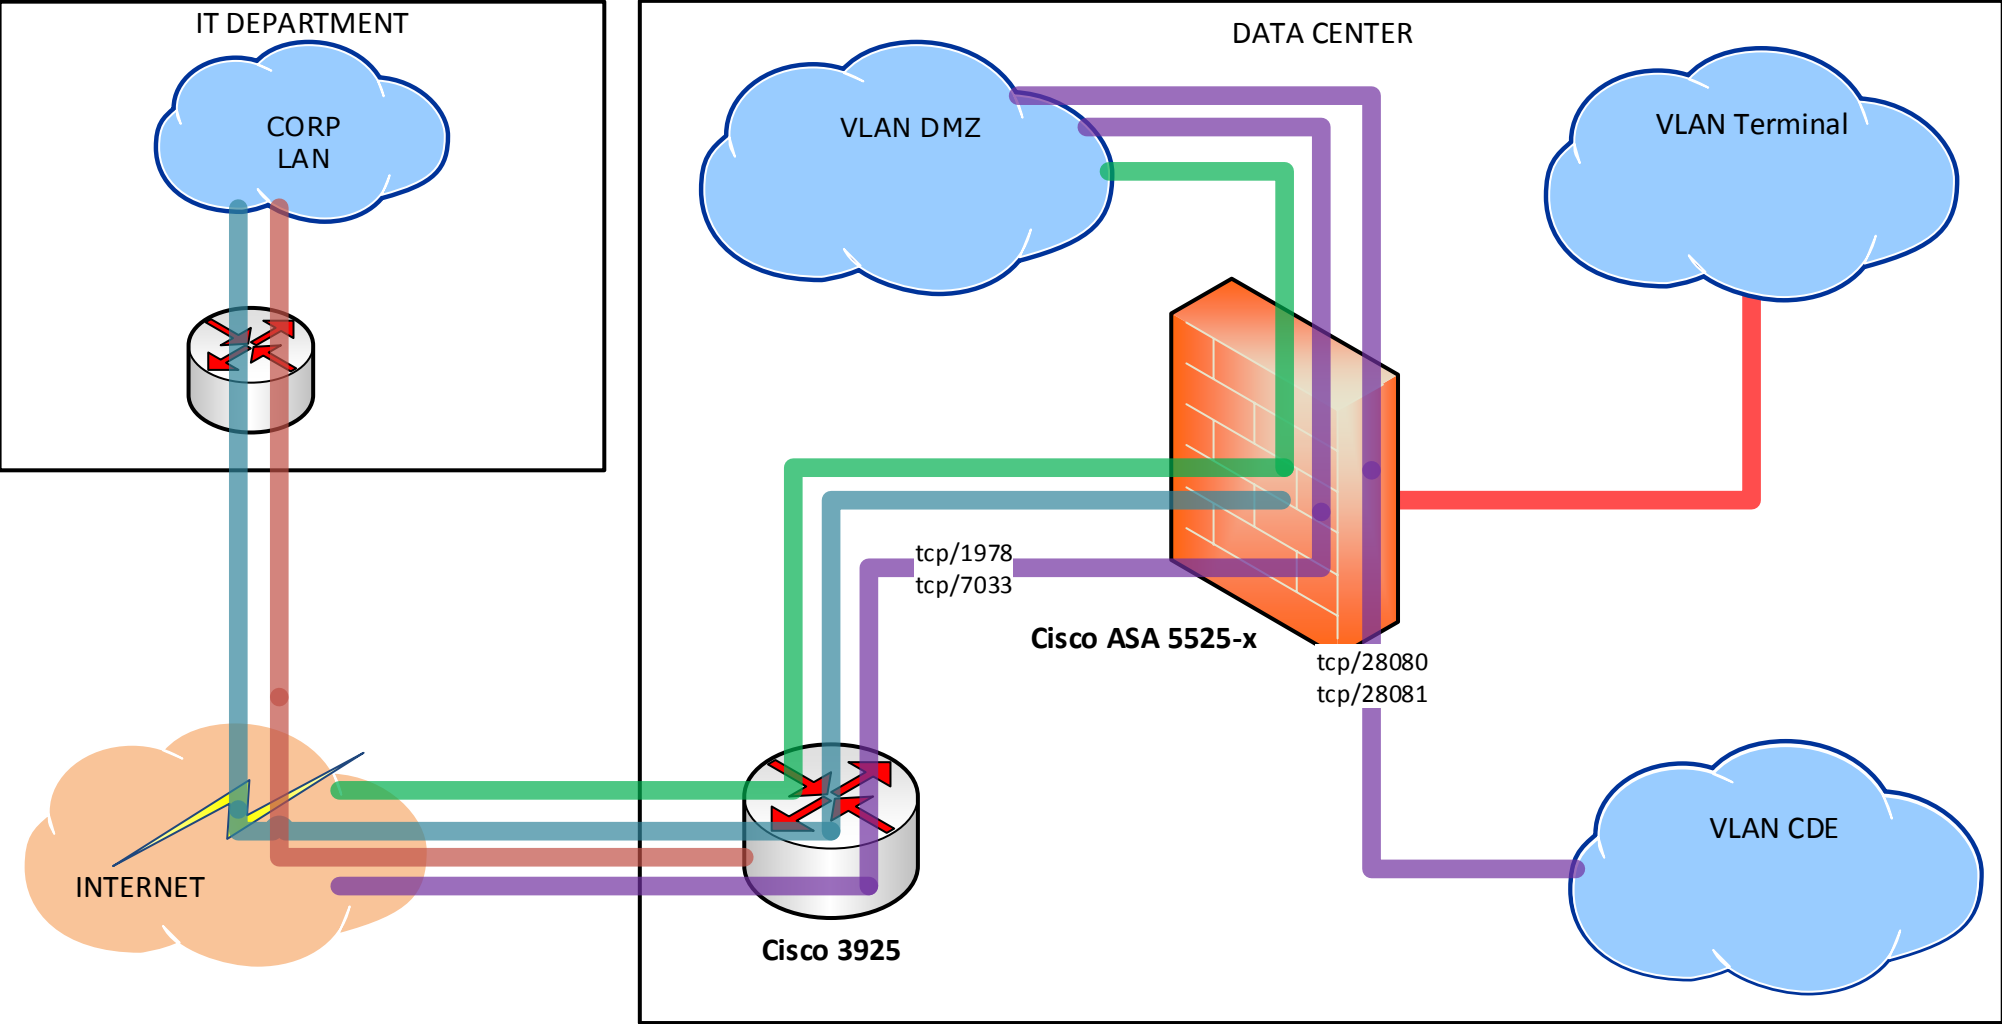 IT DEPARTMENT
DATA CENTER
CORP
LAN
VLAN DMZ
VLAN Terminal
tcp/1978
tcp/7033
Cisco ASA 5525-x
tcp/28080
tcp/28081
VLAN CDE
INTERNET
Cisco 3925